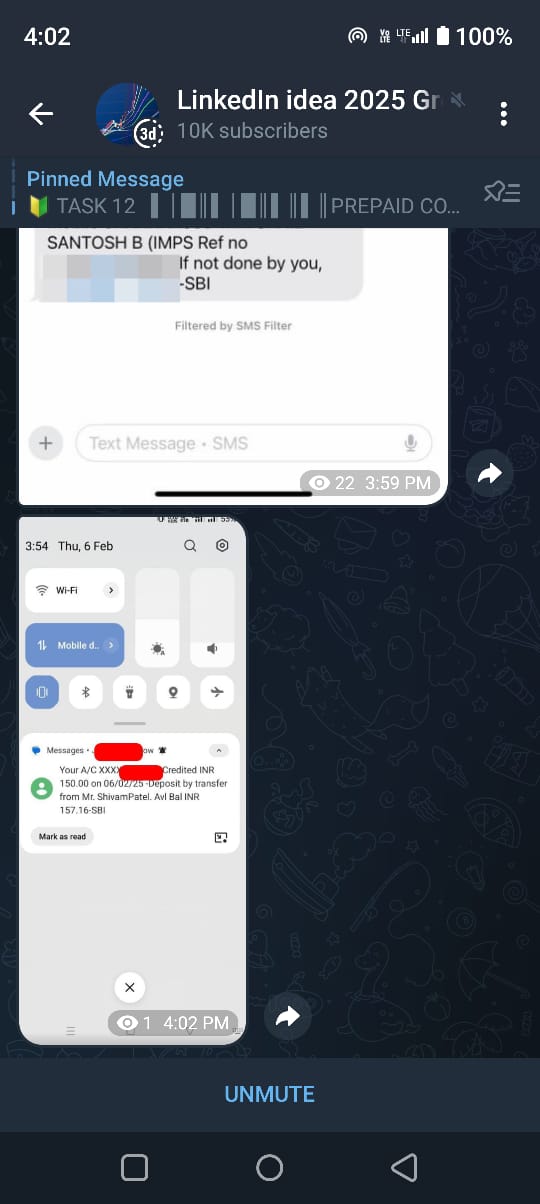 4:02
Vo LTE
LTE
100%
LinkedIn idea 2025 Gr
10K subscribers
3d
Pinned Message
🔰 TASK 12
PREPAID CO...
SANTOSH B (IMPS Ref no
If not done by you,
-SBI
Filtered by SMS Filter
Text Message • SMS
22 3:59 PM
53%
3:54 Thu, 6 Feb
Wi-Fi
Mobile d..
Messages •
ow
Your A/C XXXX
Credited INR
150.00 on 06/02/25 -Deposit by transfer
from Mr. ShivamPatel. Avl Bal INR
157.16-SBI
Mark as read
1 4:02 PM
UNMUTE